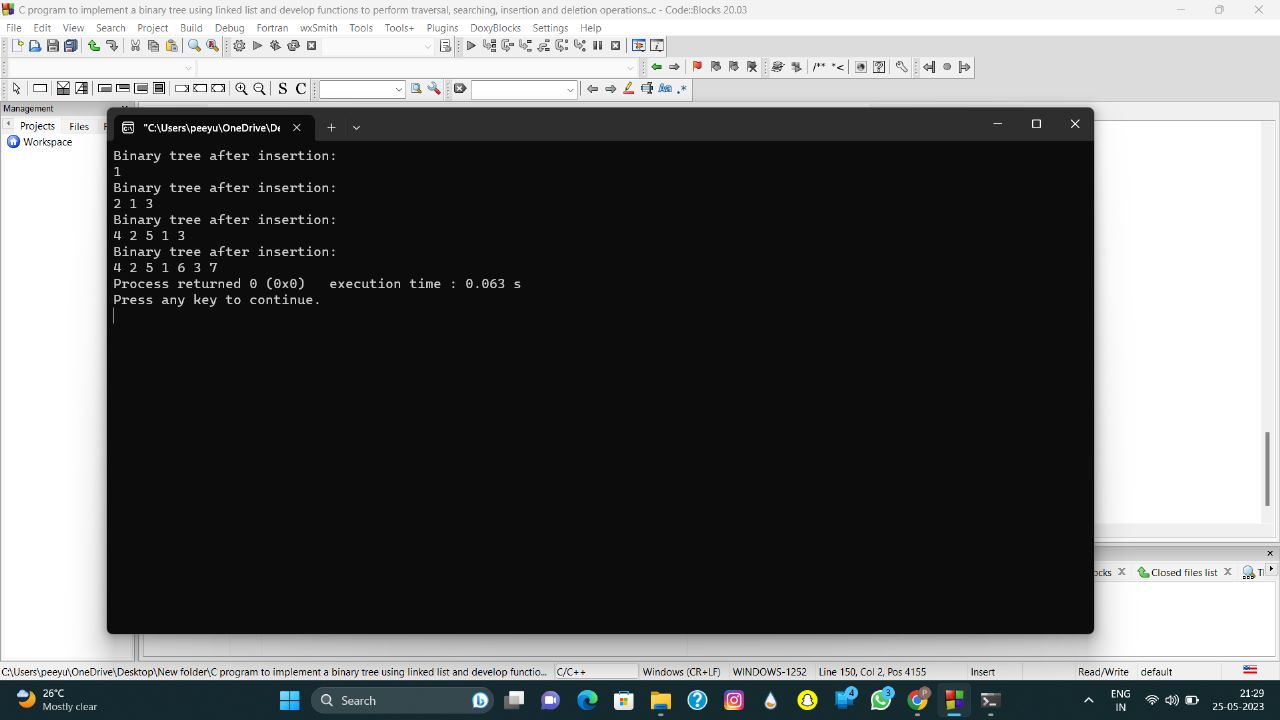 C program to implement a binary tree using linked list and develop functions to perform traversal, searching, insertion and deletion operations..c - Code::Blocks 20.03
File Edit View Search Project Build Debug Fortran wxSmith Tools Tools+ Plugins DoxyBlocks Settings Help
/** *<
S C
Aa .*
Management
Projects Files
Workspace
"C:\Users\peeyu\OneDrive\De
Binary tree after insertion:
1
Binary tree after insertion:
2 1 3
Binary tree after insertion:
4 2 5 1 3
Binary tree after insertion:
4 2 5 1 6 3 7
Process returned 0 (0x0)   execution time : 0.063 s
Press any key to continue.
ocks Closed files list
C:\Users\peeyu\OneDrive\Desktop\New folder\C program to implement a binary tree using linked list and develop functio... C/C++ Windows (CR+LF) WINDOWS-1252 Line 150, Col 2, Pos 4155 Insert Read/Write default
26°C
Mostly clear
Search
4
3
P
ENG
IN
21:29
25-05-2023